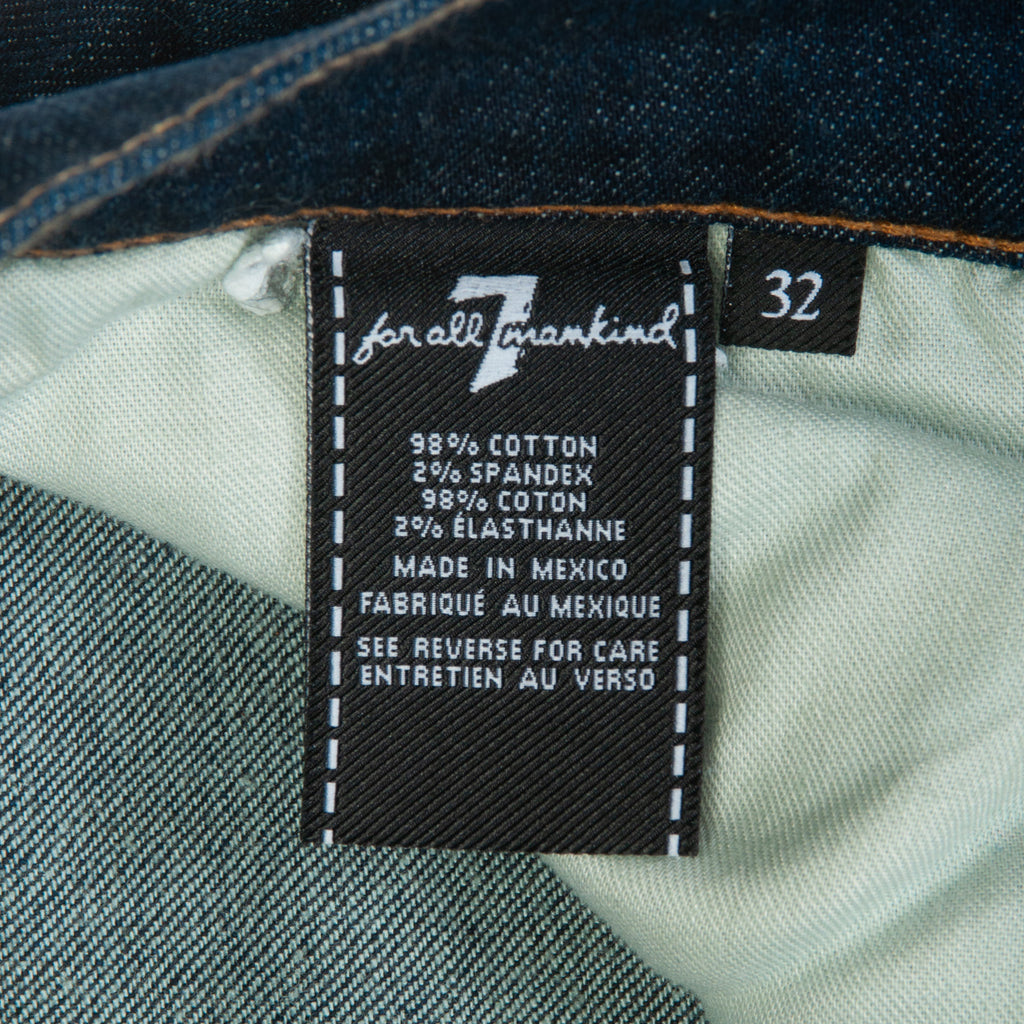 7
for all mankind
32
98% COTTON
2% SPANDEX
98% COTON
2% ÉLASTHANNE
MADE IN MEXICO
FABRIQUÉ AU MEXIQUE
SEE REVERSE FOR CARE
ENTRETIEN AU VERSO